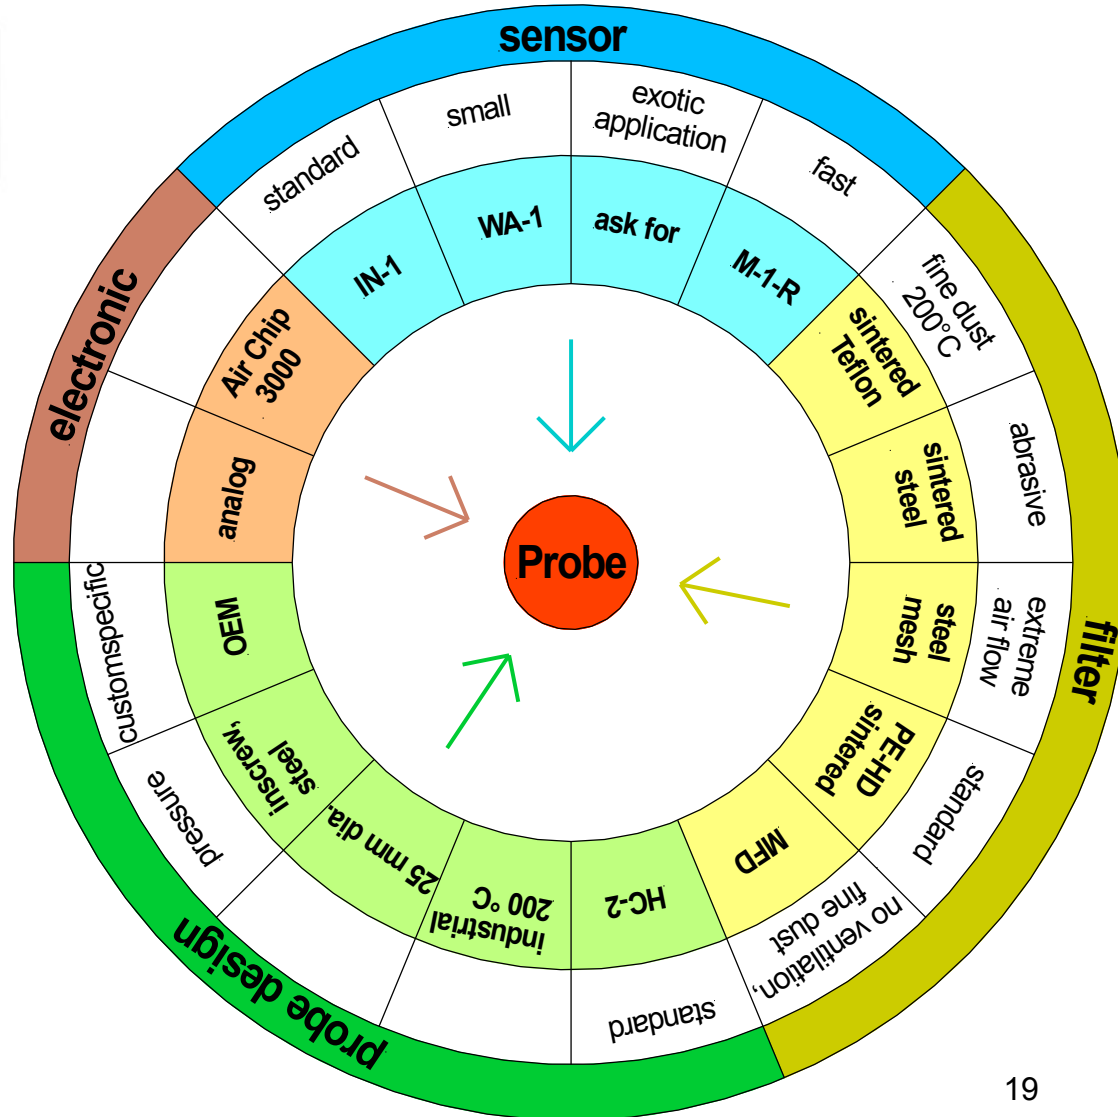 sensor
standard
small
exotic
application
fast
IN-1
WA-1
ask for
M-1-R
filter
fine dust
200°C
abrasive
extreme
air flow
standard
no ventilation,
fine dust
sintered
Teflon
sintered
steel
steel
mesh
PE-HD
sintered
MFD
probe design
standard
pressure
customspecific
HC-2
industrial
200 °C
25 mm dia.
inscrew,
steel
OEM
electronic
analog
Air Chip
3000
Probe
19